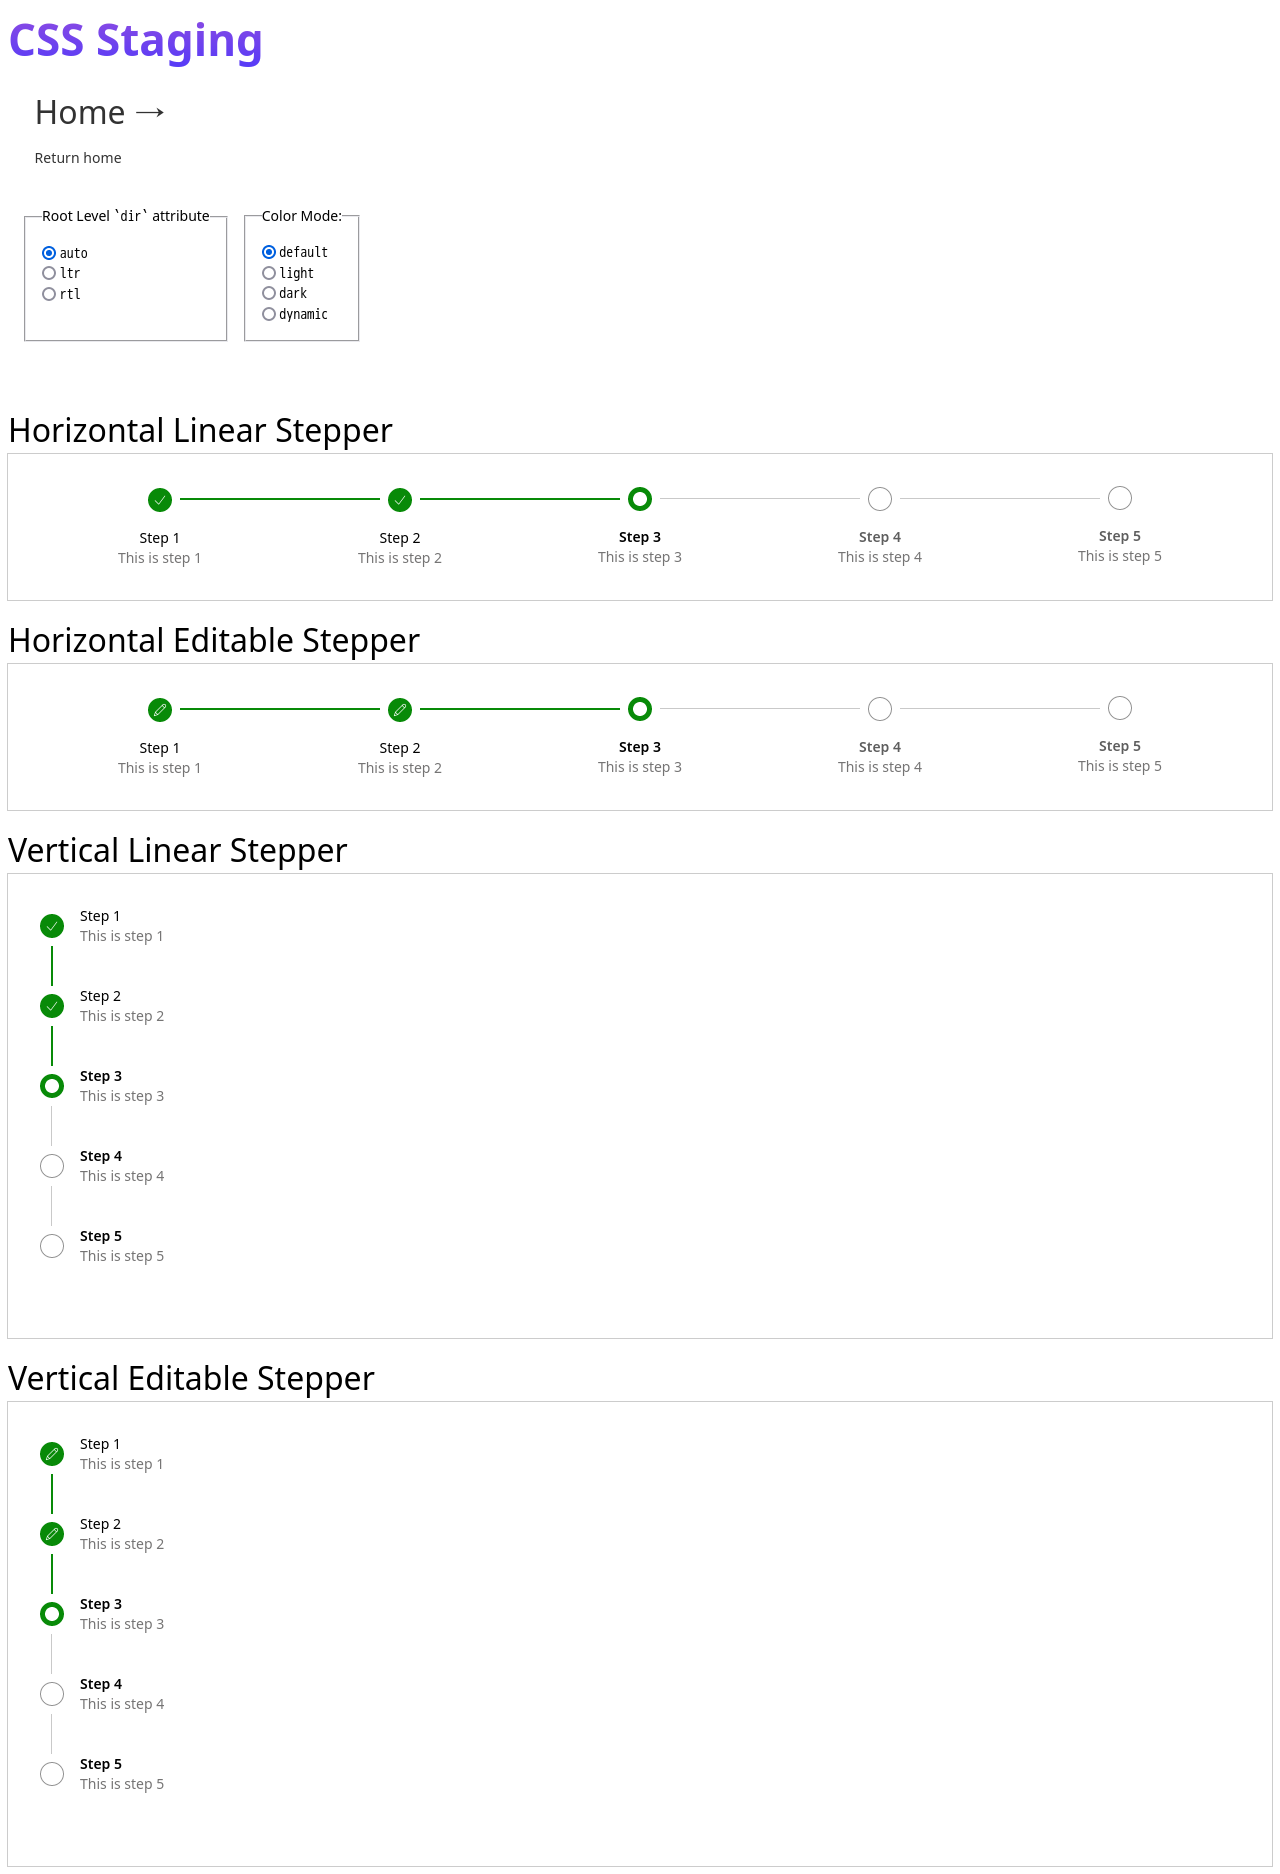 CSS Staging
Home →
Return home
Root Level `dir` attribute
auto
ltr
rtl
Color Mode:
default
light
dark
dynamic
Horizontal Linear Stepper
Step 1
This is step 1
Step 2
This is step 2
Step 3
This is step 3
Step 4
This is step 4
Step 5
This is step 5
Horizontal Editable Stepper
Step 1
This is step 1
Step 2
This is step 2
Step 3
This is step 3
Step 4
This is step 4
Step 5
This is step 5
Vertical Linear Stepper
Step 1
This is step 1
Step 2
This is step 2
Step 3
This is step 3
Step 4
This is step 4
Step 5
This is step 5
Vertical Editable Stepper
Step 1
This is step 1
Step 2
This is step 2
Step 3
This is step 3
Step 4
This is step 4
Step 5
This is step 5